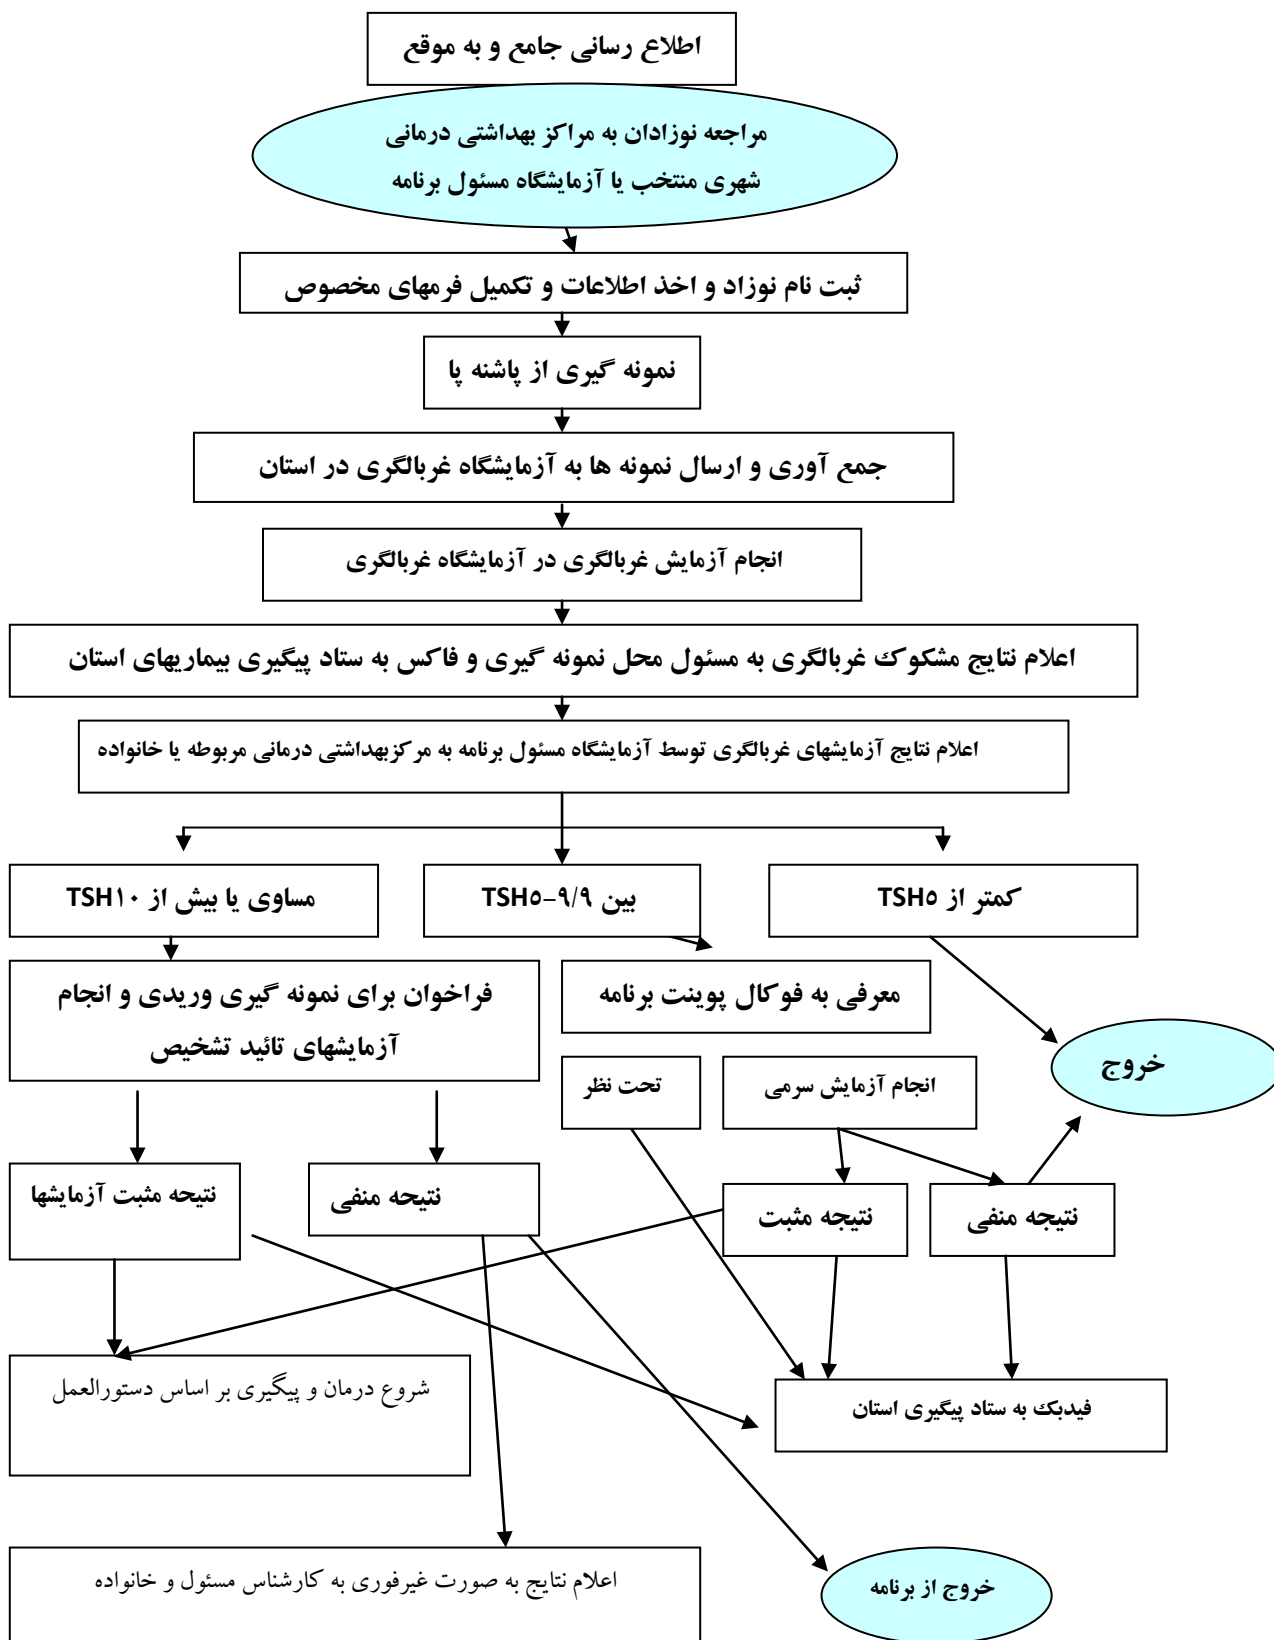 اطلاع رسانی جامع و به موقع
مراجعه نوزادان به مراکز بهداشتی درمانی
شهری منتخب یا آزمایشگاه مسئول برنامه
ثبت نام نوزاد و اخذ اطلاعات و تکمیل فرمهای مخصوص
نمونه گیری از پاشنه پا
جمع آوری و ارسال نمونه ها به آزمایشگاه غربالگری در استان
انجام آزمایش غربالگری در آزمایشگاه غربالگری
اعلام نتایج مشکوک غربالگری به مسئول محل نمونه گیری و فاکس به ستاد پیگیری بیماریهای استان
اعلام نتایج آزمایشهای غربالگری توسط آزمایشگاه مسئول برنامه به مرکزبهداشتی درمانی مربوطه یا خانواده
کمتر از TSH۵
بین TSH۵-۹/۹
مساوی یا بیش از TSH۱۰
معرفی به فوکال پوینت برنامه
فراخوان برای نمونه گیری وریدی و انجام
آزمایشهای تائید تشخیص
خروج
انجام آزمایش سرمی
تحت نظر
نتیجه منفی
نتیجه مثبت
نتیحه منفی
نتیحه مثبت آزمایشها
فیدبک به ستاد پیگیری استان
شروع درمان و پیگیری بر اساس دستورالعمل
خروج از برنامه
اعلام نتایج به صورت غیرفوری به کارشناس مسئول و خانواده